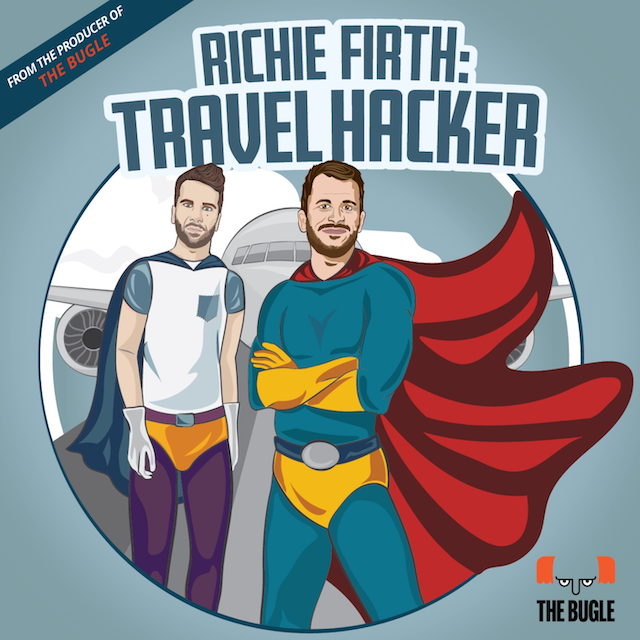 FROM THE PRODUCER OF
THE BUGLE
RICHIE FIRTH:
TRAVEL HACKER
THE BUGLE